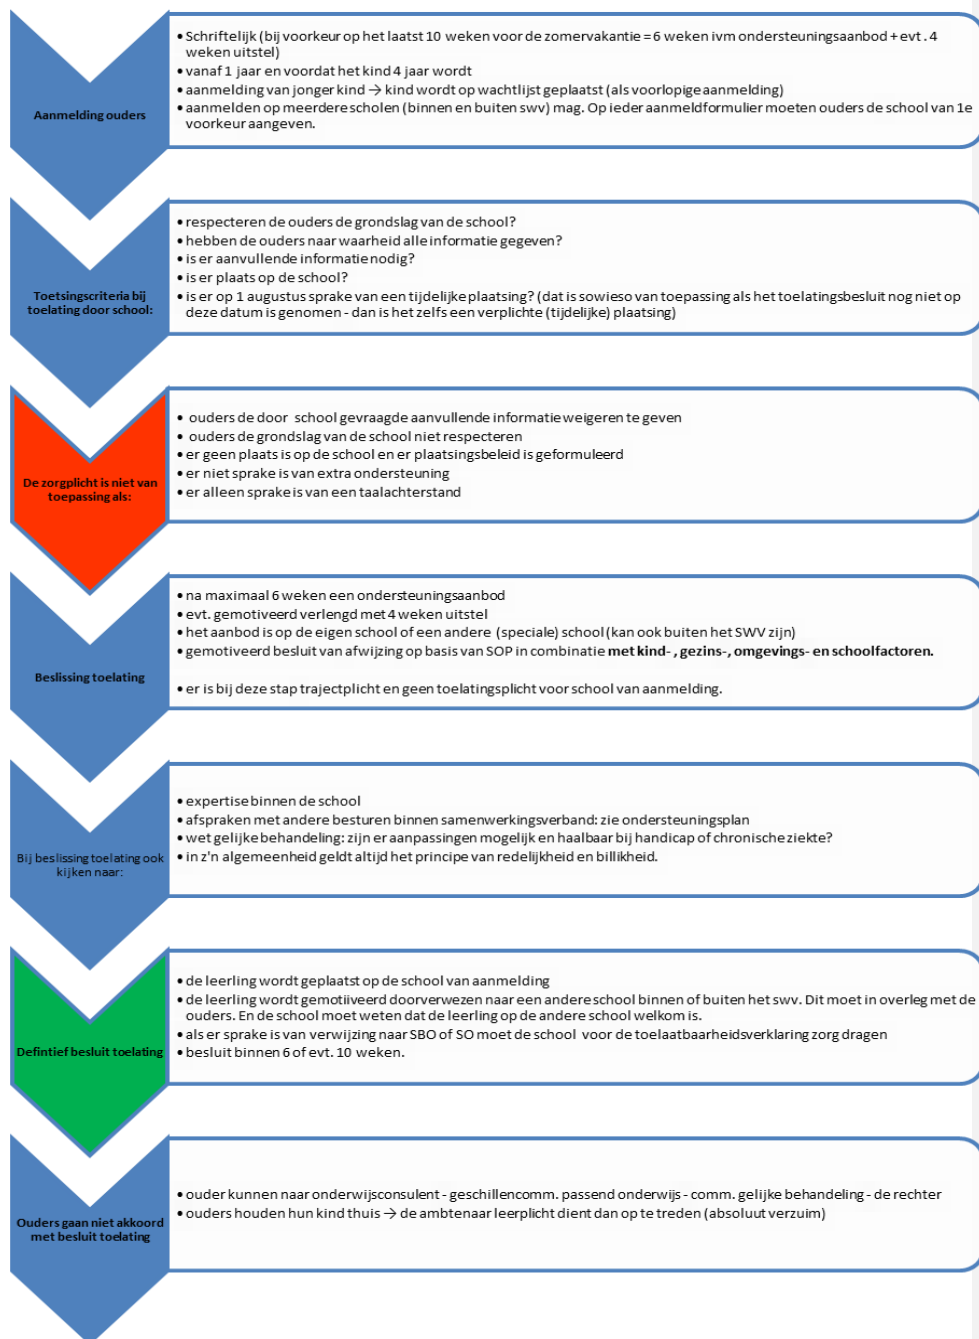 Aanmelding ouders
• Schriftelijk (bij voorkeur op het laatst 10 weken voor de zomervakantie = 6 weken ivm ondersteuningsaanbod + evt. 4
weken uitstel)
• vanaf 1 jaar en voordat het kind 4 jaar wordt
• aanmelding van jonger kind → kind wordt op wachtlijst geplaatst (als voorlopige aanmelding)
• aanmelden op meerdere scholen (binnen en buiten swv) mag. Op ieder aanmeldformulier moeten ouders de school van 1e
voorkeur aangeven.
Toetsingscriteria bij
toelating door school:
• respecteren de ouders de grondslag van de school?
• hebben de ouders naar waarheid alle informatie gegeven?
• is er aanvullende informatie nodig?
• is er plaats op de school?
• is er op 1 augustus sprake van een tijdelijke plaatsing? (dat is sowieso van toepassing als het toelatingsbesluit nog niet op
deze datum is genomen - dan is het zelfs een verplichte (tijdelijke) plaatsing)
De zorgplicht is niet van
toepassing als:
• ouders de door school gevraagde aanvullende informatie weigeren te geven
• ouders de grondslag van de school niet respecteren
• er geen plaats is op de school en er plaatsingsbeleid is geformuleerd
• er niet sprake is van extra ondersteuning
• er alleen sprake is van een taalachterstand
Beslissing toelating
• na maximaal 6 weken een ondersteuningsaanbod
• evt. gemotiveerd verlengd met 4 weken uitstel
• het aanbod is op de eigen school of een andere (speciale) school (kan ook buiten het SWV zijn)
• gemotiveerd besluit van afwijzing op basis van SOP in combinatie met kind- , gezins-, omgevings- en schoolfactoren.
• er is bij deze stap trajectplicht en geen toelatingsplicht voor school van aanmelding.
Bij beslissing toelating ook
kijken naar:
• expertise binnen de school
• afspraken met andere besturen binnen samenwerkingsverband: zie ondersteuningsplan
• wet gelijke behandeling: zijn er aanpassingen mogelijk en haalbaar bij handicap of chronische ziekte?
• in z'n algemeenheid geldt altijd het principe van redelijkheid en billikheid.
Defintief besluit toelating
• de leerling wordt geplaatst op de school van aanmelding
• de leerling wordt gemotiiveerd doorverwezen naar een andere school binnen of buiten het swv. Dit moet in overleg met de
ouders. En de school moet weten dat de leerling op de andere school welkom is.
• als er sprake is van verwijzing naar SBO of SO moet de school voor de toelaatbaarheidsverklaring zorg dragen
• besluit binnen 6 of evt. 10 weken.
Ouders gaan niet akkoord
met besluit toelating
• ouder kunnen naar onderwijsconsulent - geschillencomm. passend onderwijs - comm. gelijke behandeling - de rechter
• ouders houden hun kind thuis → de ambtenaar leerplicht dient dan op te treden (absoluut verzuim)